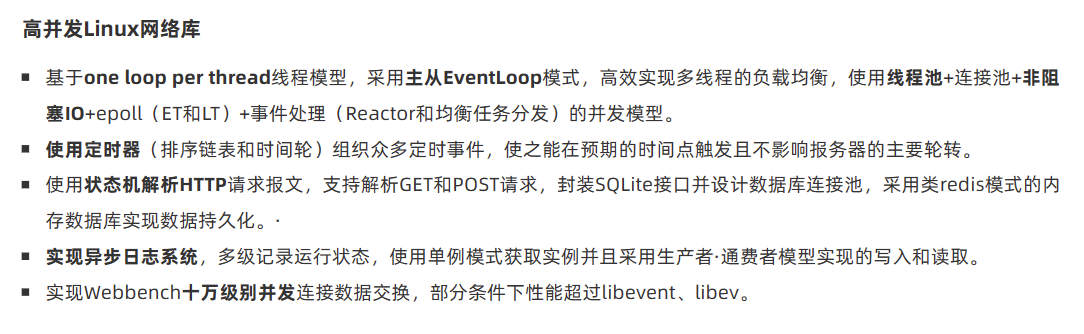 高并发Linux网络库
▪ 基于one loop per thread线程模型，采用主从EventLoop模式，高效实现多线程的负载均衡，使用线程池+连接池+非阻
塞IO+epoll（ET和LT）+事件处理（Reactor和均衡任务分发）的并发模型。
▪ 使用定时器（排序链表和时间轮）组织众多定时事件，使之能在预期的时间点触发且不影响报务器的主要轮转。
▪ 使用状态机解析HTTP请求报文，支持解析GET和POST请求，封装SQLite接口并设计数据库连接池，采用类redis模式的内
存数据库实现数据持久化。·
▪ 实现异步日志系统，多级记录运行状态，使用单例模式获取实例并且采用生产者·通费者模型实现的写入和读取。
▪ 实现Webbench十万级别并发连接数据交换，部分条件下性能超过libevent、libev。